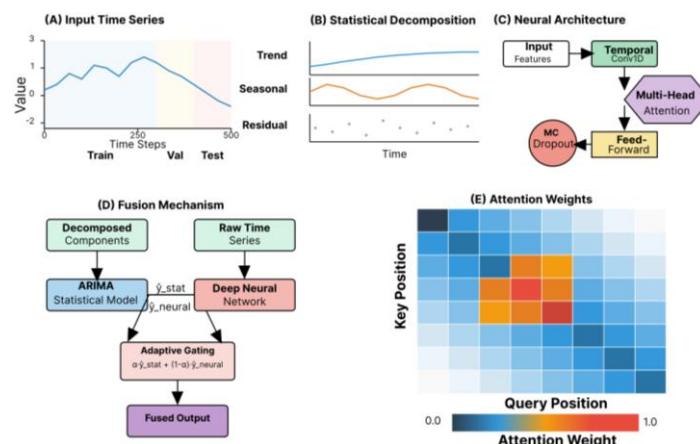 (A) Input Time Series
3
1
0
-2
Value
0
250
500
Time Steps
Train
Val
Test
(B) Statistical Decomposition
Trend
Seasonal
Residual
Time
(C) Neural Architecture
Input
Features
Temporal
Conv1D
Multi-Head
Attention
MC
Dropout
Feed-
Forward
(D) Fusion Mechanism
Decomposed
Components
Raw Time
Series
ARIMA
Statistical Model
ŷ_stat
ŷ_neural
Deep Neural
Network
Adaptive Gating
α·ŷ_stat + (1-α)·ŷ_neural
Fused Output
(E) Attention Weights
Key Position
Query Position
0.0
1.0
Attention Weight